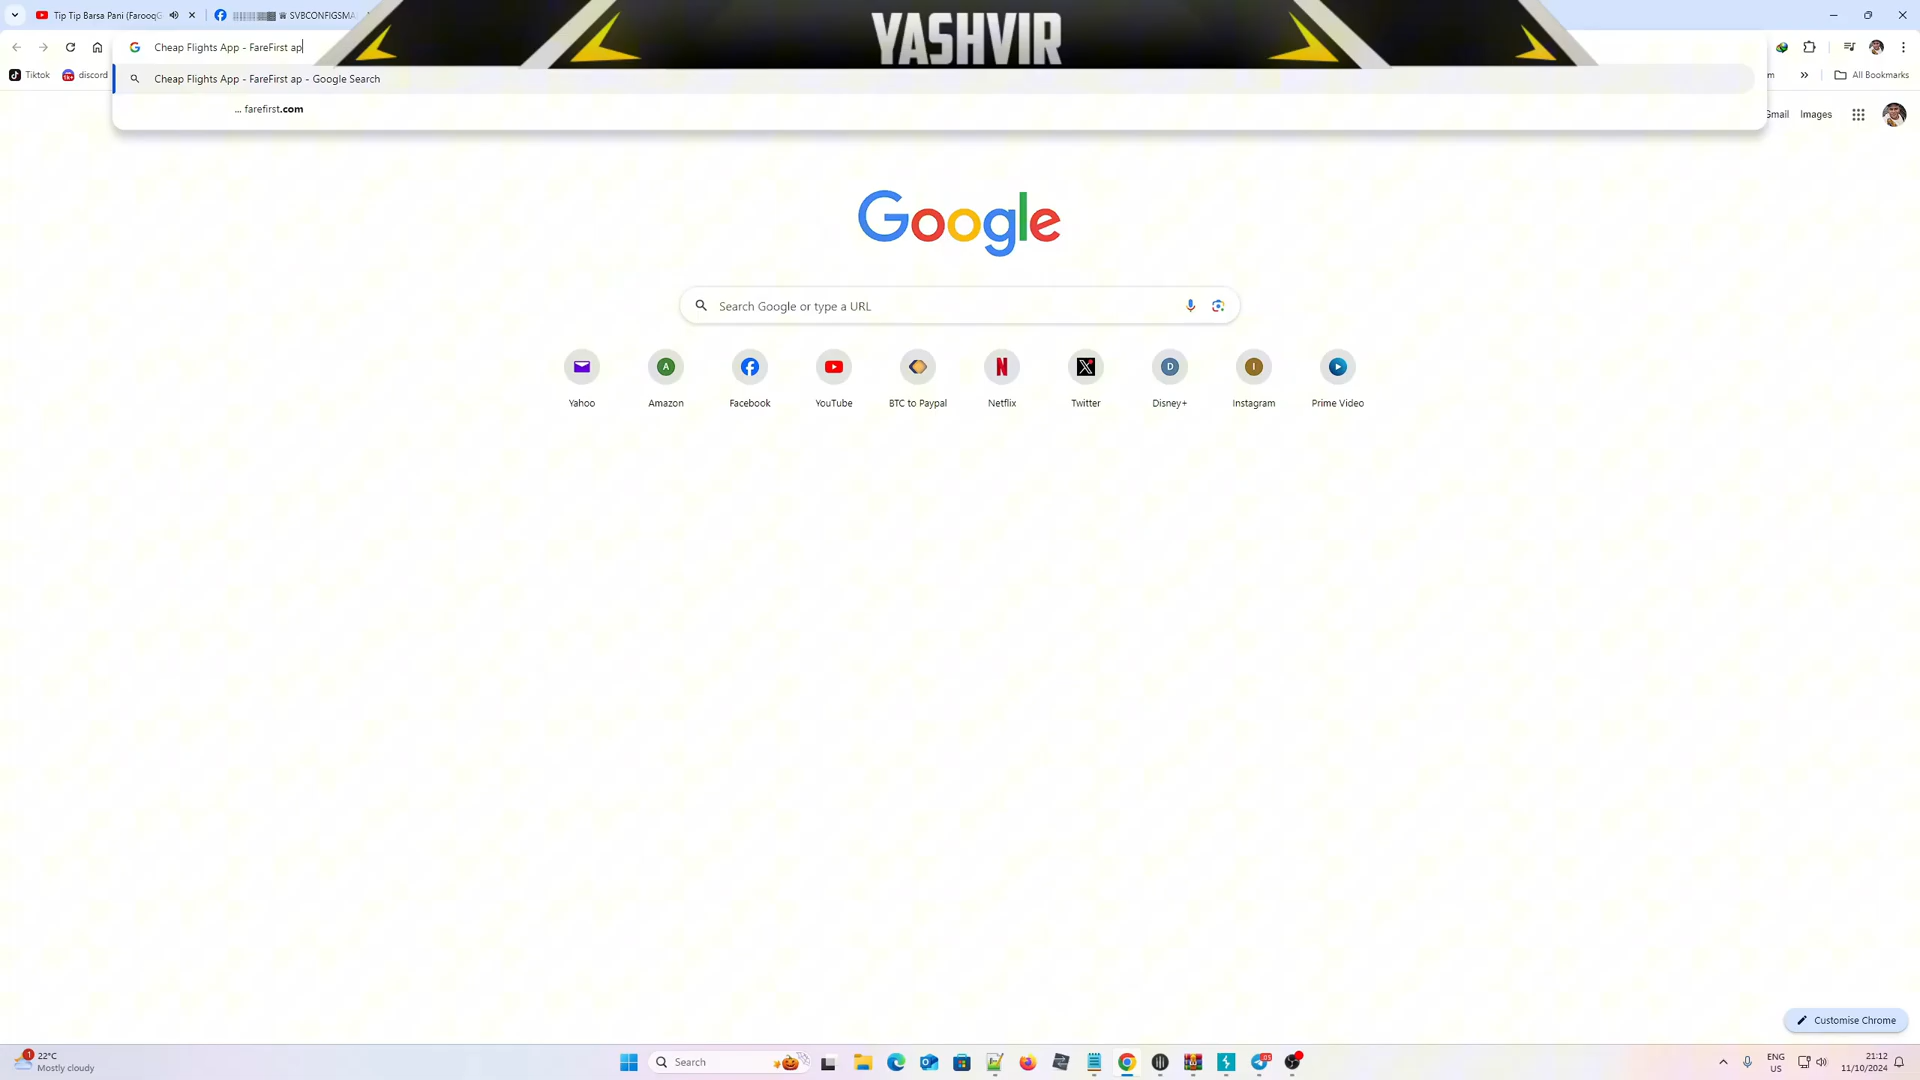 Tip Tip Barsa Pani (FarooqG
SVBCONFIGSMA
YASHVIR
Cheap Flights App - FareFirst ap
Tiktok
discord
All Bookmarks
Cheap Flights App - FareFirst ap - Google Search
... farefirst.com
Gmail
Images
Google
Search Google or type a URL
Yahoo
Amazon
Facebook
YouTube
BTC to Paypal
Netflix
Twitter
Disney+
Instagram
Prime Video
Customise Chrome
1
22°C
Mostly cloudy
Search
ENG
US
21:12
11/10/2024